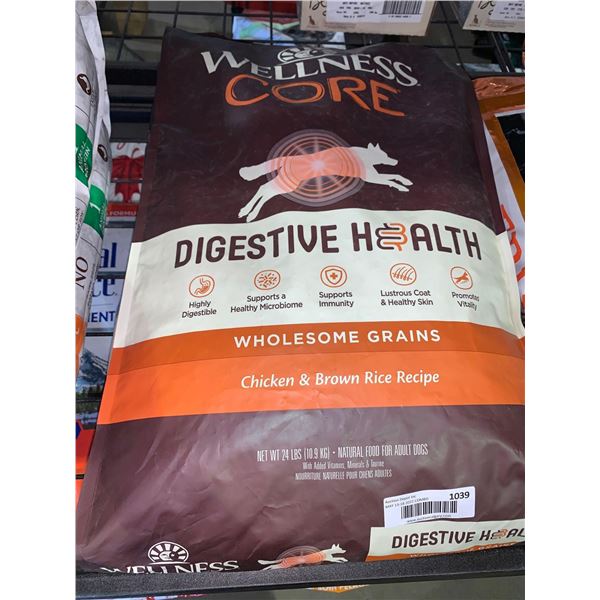 WELLNESS
CORE
DIGESTIVE HEALTH
Highly
Digestible
Supports a
Healthy Microbiome
Supports
Immunity
Lustrous Coat
& Healthy Skin
Promotes
Vitality
WHOLESOME GRAINS
Chicken & Brown Rice Recipe
NET WT 24 LBS (10.9 KG) • NATURAL FOOD FOR ADULT DOGS
With Added Vitamins, Minerals & Taurine
NOURRITURE NATURELLE POUR CHIENS ADULTES
1039
DIGESTIVE HEAL
WELLNESS
NO